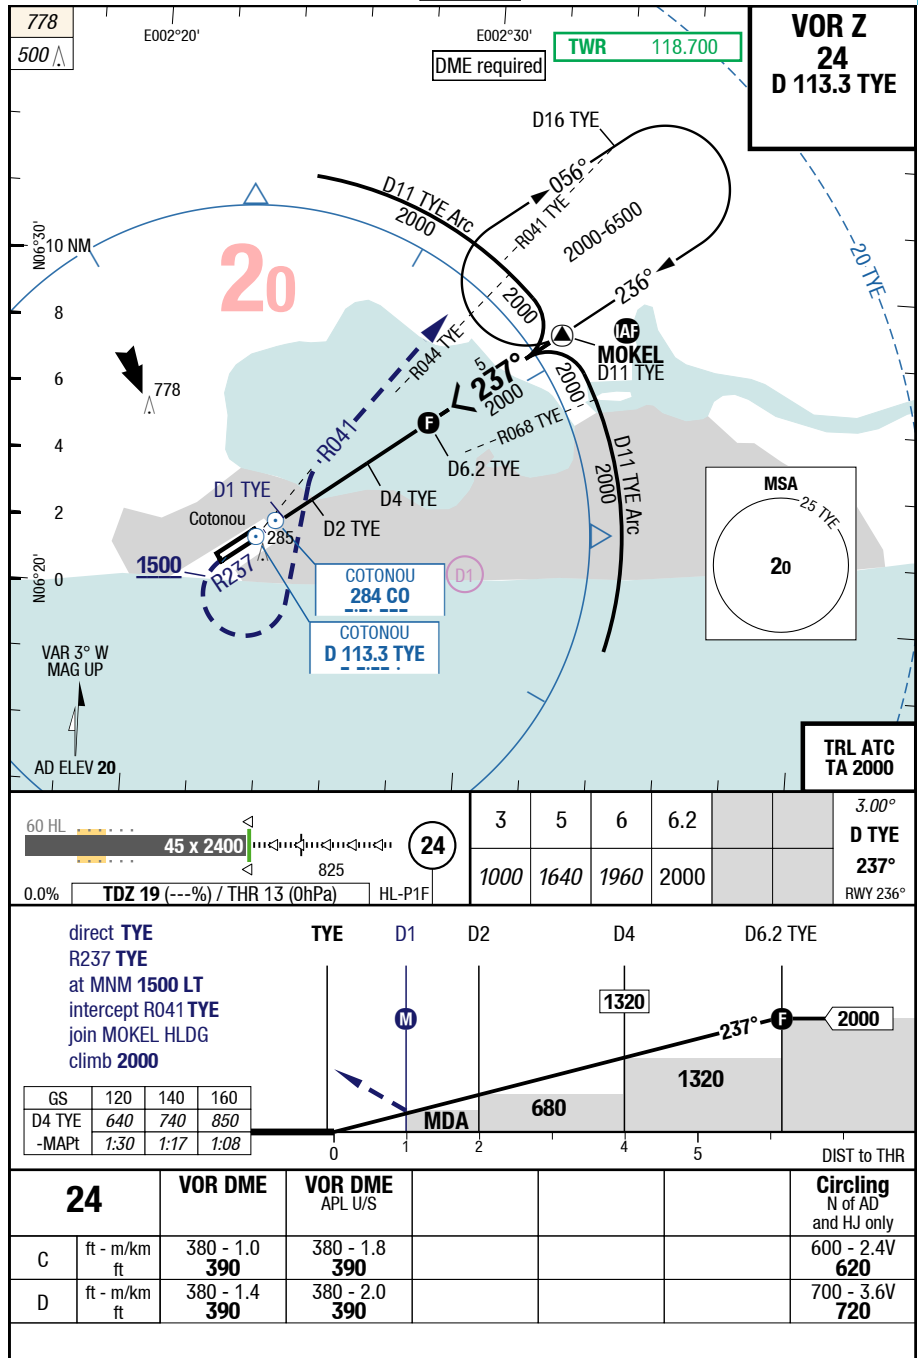 778
500
E002°20'
E002°30'
DME required
TWR 118.700
VOR Z
24
D 113.3 TYE
D16 TYE
D11 TYE Arc
2000
056°
R041 TYE
2000-6500
236°
20 TYE
N06°30'
10 NM
20
8
6
4
2
0
N06°20'
2000
IAF
MOKEL
D11 TYE
R044 TYE
5
237°
2000
2000
R068 TYE
778
F
D6.2 TYE
R041
D4 TYE
D11 TYE Arc
2000
D1 TYE
D2 TYE
Cotonou
285
MSA
25 TYE
20
1500
R237
COTONOU
284 CO
D1
COTONOU
D 113.3 TYE
VAR 3° W
MAG UP
AD ELEV 20
TRL ATC
TA 2000
60 HL
45 x 2400
825
24
0.0%
TDZ 19 (---%) / THR 13 (0hPa)
HL-P1F
3 5 6 6.2
1000 1640 1960 2000
3.00°
D TYE
237°
RWY 236°
direct TYE
R237 TYE
at MNM 1500 LT
intercept R041 TYE
join MOKEL HLDG
climb 2000
TYE D1 D2 D4 D6.2 TYE
M
1320
237°
F
2000
1320
680
MDA
0 1 2 4 5 DIST to THR
GS 120 140 160
D4 TYE 640 740 850
-MAPt 1:30 1:17 1:08
24
VOR DME
VOR DME
APL U/S
Circling
N of AD
and HJ only
C
ft - m/km 380 - 1.0 380 - 1.8 600 - 2.4V
ft 390 390 620
D
ft - m/km 380 - 1.4 380 - 2.0 700 - 3.6V
ft 390 390 720